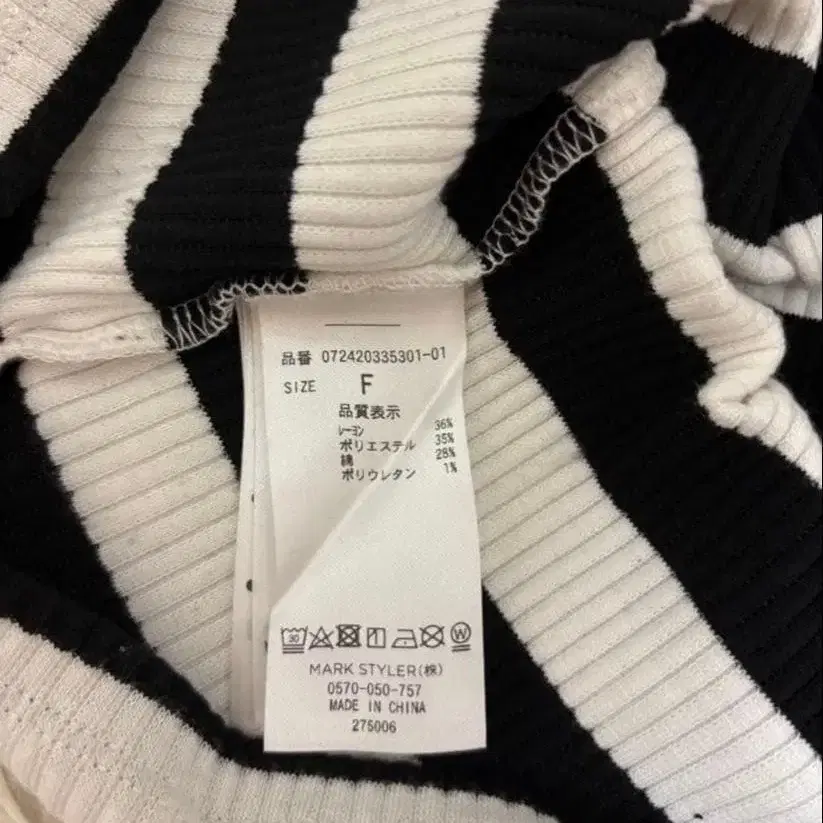 品番 072420335301-01
SIZE F
品質表示
レーヨン 36%
ポリエステル 35%
綿 28%
ポリウレタン 1%
30 W
MARK STYLER(株)
0570-050-757
MADE IN CHINA
275006